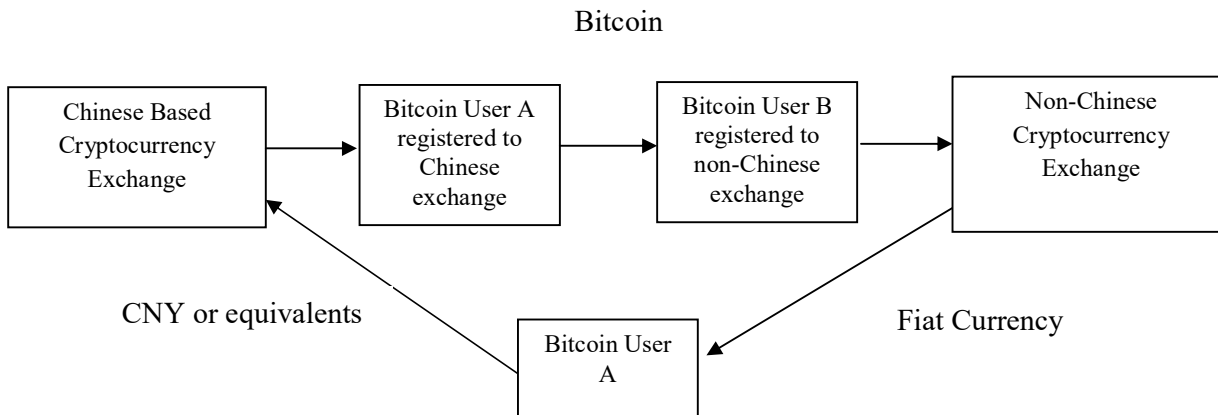 Bitcoin
Chinese Based
Cryptocurrency
Exchange
Bitcoin User A
registered to
Chinese
exchange
Bitcoin User B
registered to
non-Chinese
exchange
Non-Chinese
Cryptocurrency
Exchange
CNY or equivalents
Fiat Currency
Bitcoin User
A